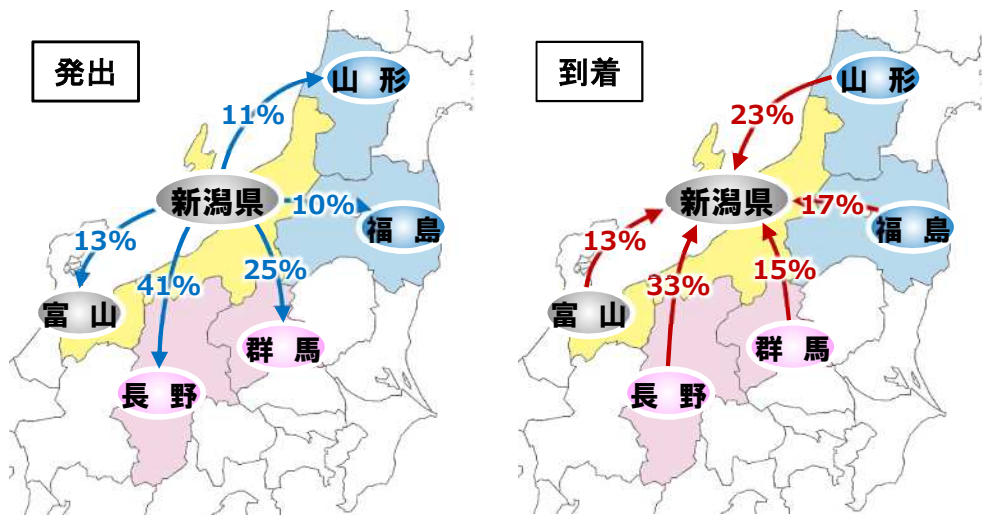 発出
山形
11%
新潟県
10%
福島
13%
41%
25%
富山
群馬
長野
到着
山形
23%
新潟県
17%
福島
13%
33%
15%
富山
群馬
長野